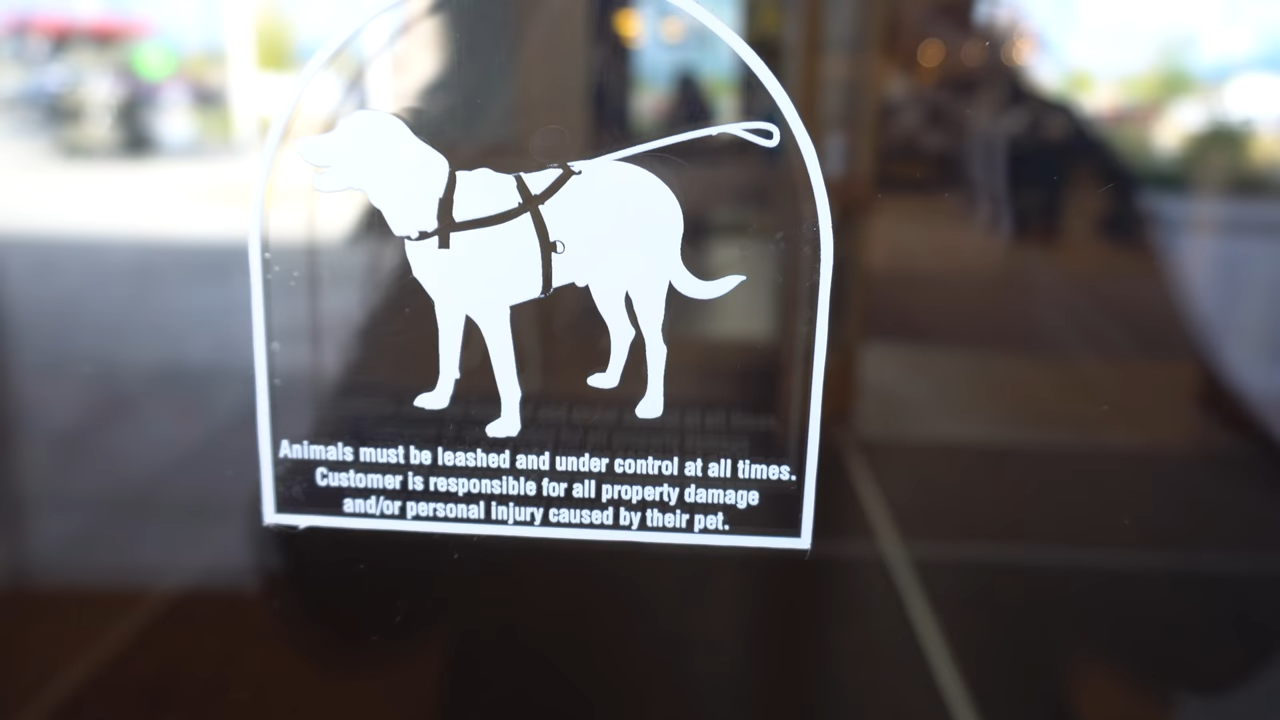 Animals must be leashed and under control at all times.
Customer is responsible for all property damage
and/or personal injury caused by their pet.